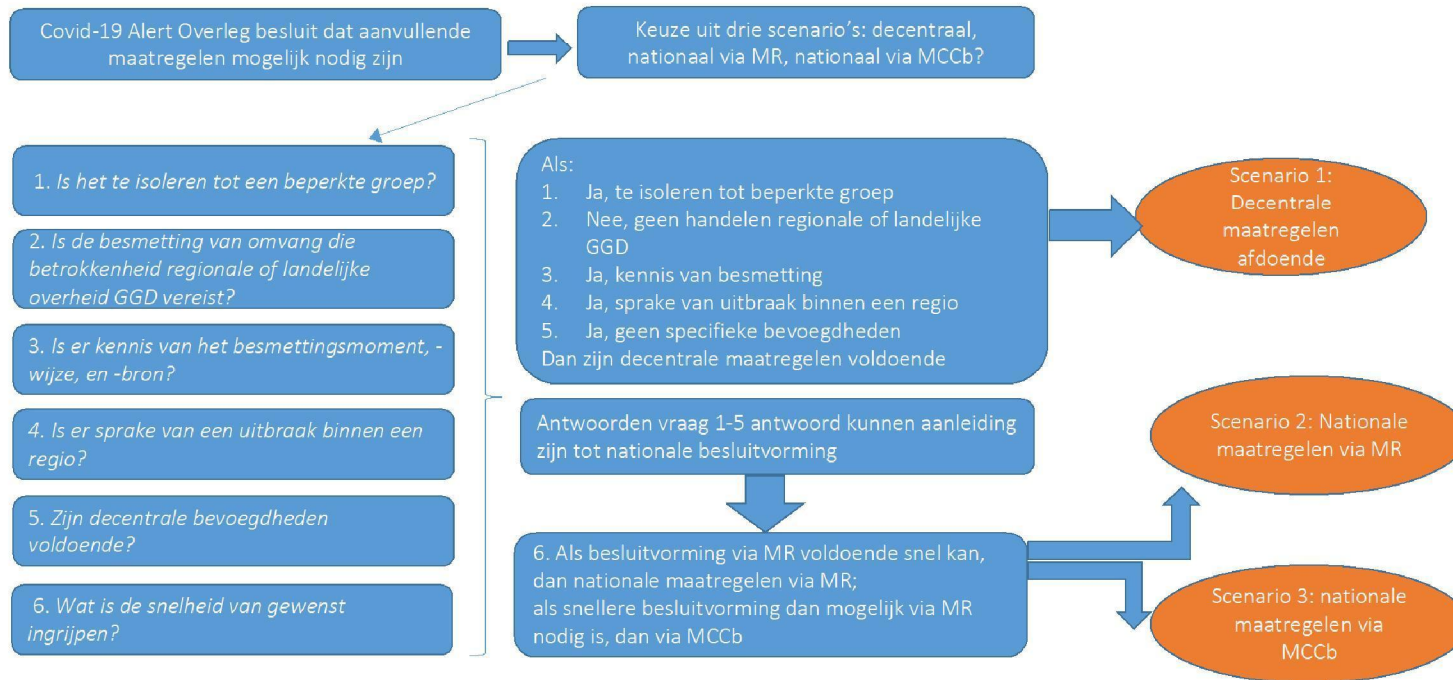 Covid-19 Alert Overleg besluit dat aanvullende
maatregelen mogelijk nodig zijn
Keuze uit drie scenario's: decentraal,
nationaal via MR, nationaal via MCCb?
1. Is het te isoleren tot een beperkte groep?
2. Is de besmetting van omvang die
betrokkenheid regionale of landelijke
overheid GGD vereist?
3. Is er kennis van het besmettingsmoment, -
wijze, en -bron?
4. Is er sprake van een uitbraak binnen een
regio?
5. Zijn decentrale bevoegdheden
voldoende?
6. Wat is de snelheid van gewenst
ingrijpen?
Als:
1. Ja, te isoleren tot beperkte groep
2. Nee, geen handelen regionale of landelijke
GGD
3. Ja, kennis van besmetting
4. Ja, sprake van uitbraak binnen een regio
5. Ja, geen specifieke bevoegdheden
Dan zijn decentrale maatregelen voldoende
Antwoorden vraag 1-5 antwoord kunnen aanleiding
zijn tot nationale besluitvorming
6. Als besluitvorming via MR voldoende snel kan,
dan nationale maatregelen via MR;
als snellere besluitvorming dan mogelijk via MR
nodig is, dan via MCCb
Scenario 1:
Decentrale
maatregelen
afdoende
Scenario 2: Nationale
maatregelen via MR
Scenario 3: nationale
maatregelen via
MCCb